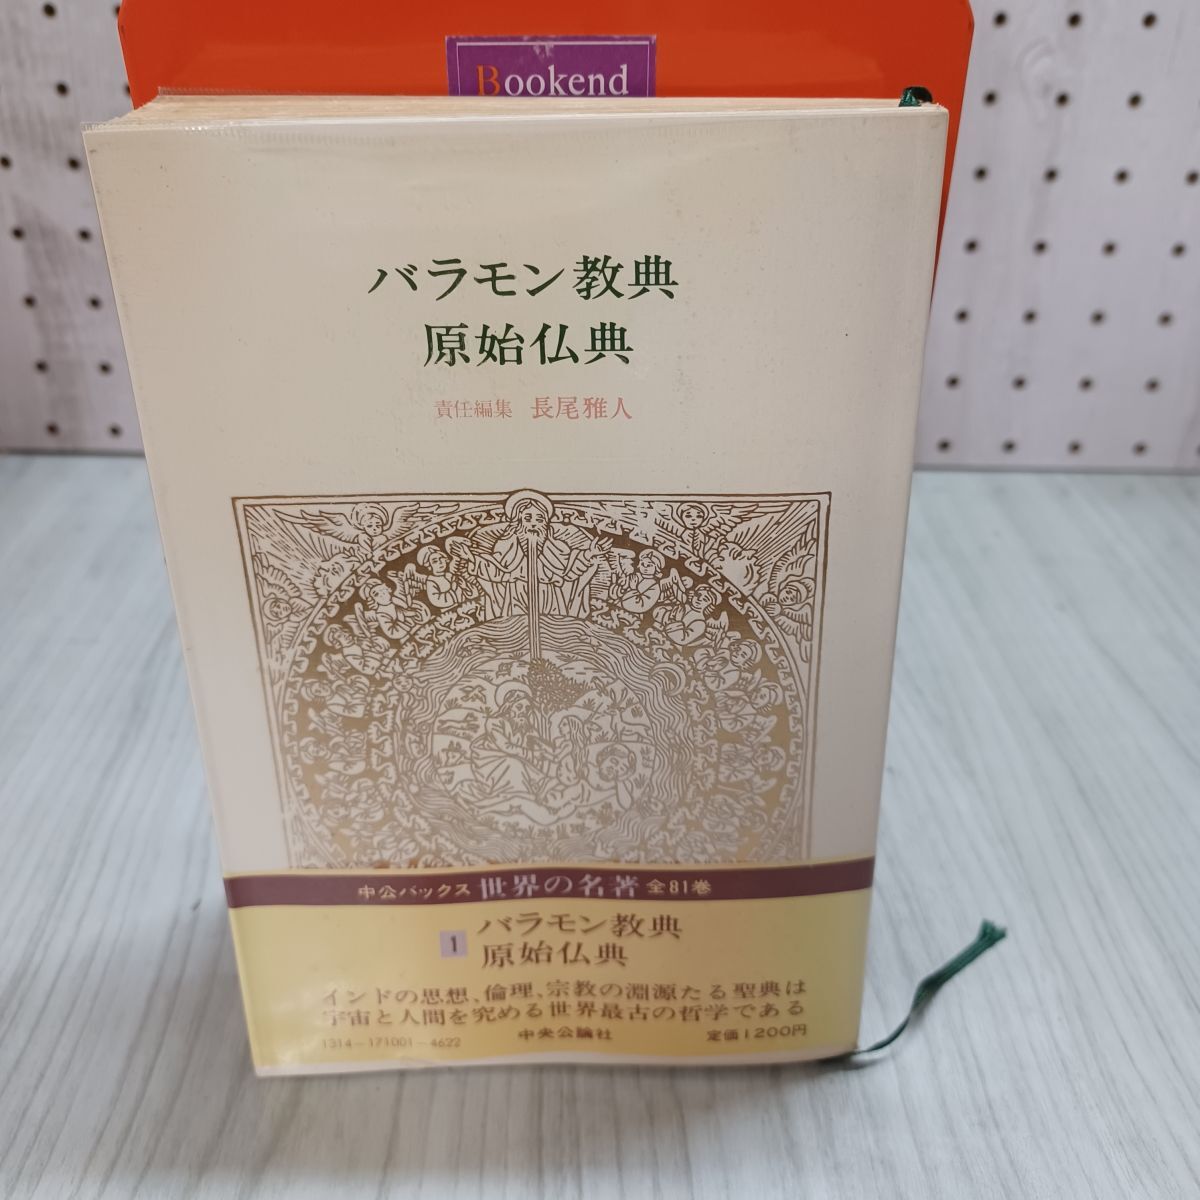 Bookend
バラモン教典
原始仏典
責任編集 長尾雅人
中公バックス 世界の名著 全81巻
1 バラモン教典
原始仏典
インドの思想、倫理、宗教の淵源たる聖典は
宇宙と人間を究める世界最古の哲学である
1314-171001-4622 中央公論社 定価1200円